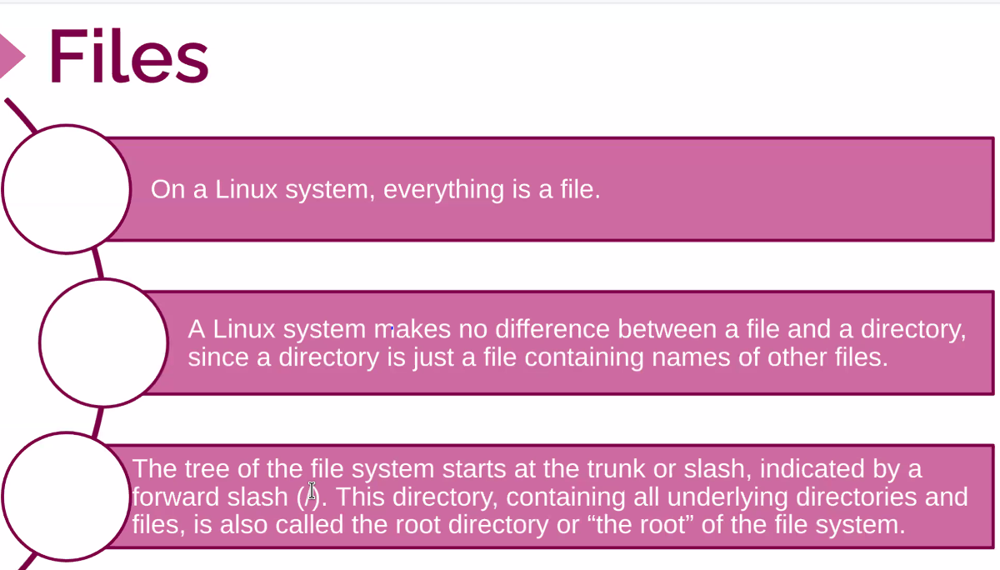 Files
On a Linux system, everything is a file.
A Linux system makes no difference between a file and a directory,
since a directory is just a file containing names of other files.
The tree of the file system starts at the trunk or slash, indicated by a
forward slash (/). This directory, containing all underlying directories and
files, is also called the root directory or “the root” of the file system.